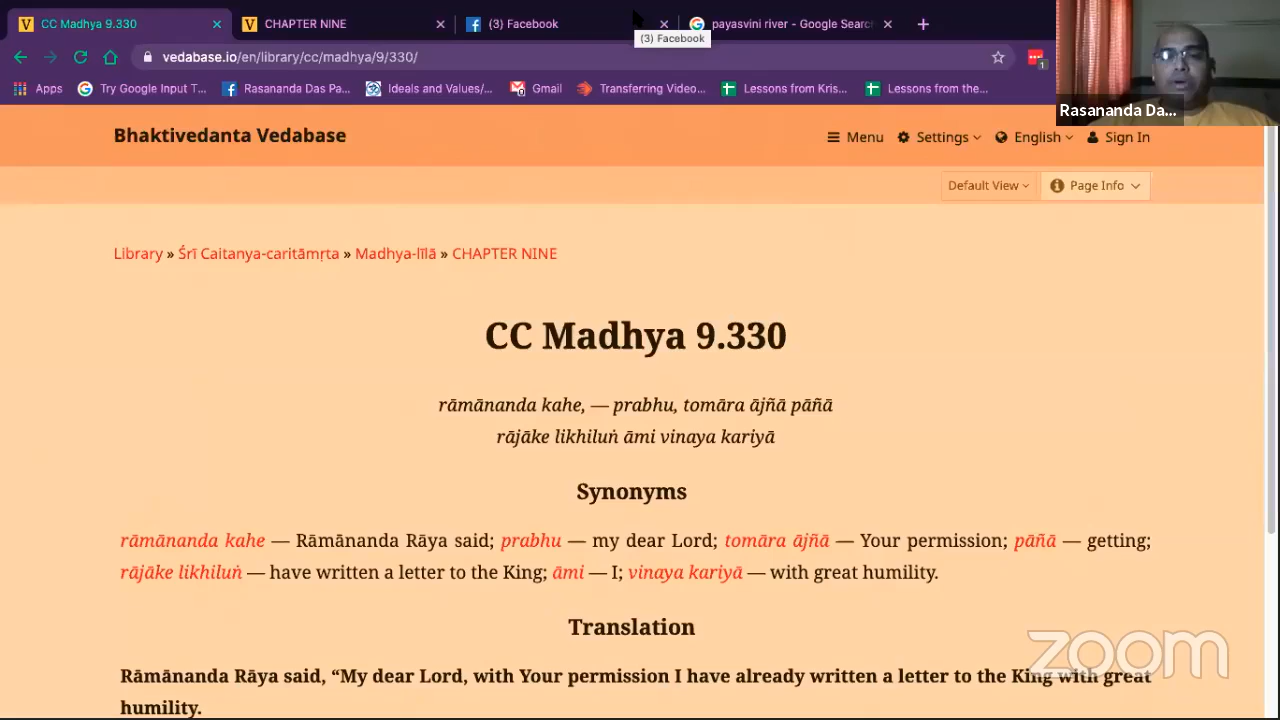 CC Madhya 9.330
CHAPTER NINE
(3) Facebook
payasvini river - Google Search
(3) Facebook
vedabase.io/en/library/cc/madhya/9/330/
1
Apps
Try Google Input T...
Rasananda Das Pa...
Ideals and Values/...
Gmail
Transferring Video...
Lessons from Kris...
Lessons from the...
Rasananda Da...
Bhaktivedanta Vedabase
Menu
Settings
English
Sign In
Default View
Page Info
Library » Śrī Caitanya-caritāmṛta » Madhya-līlā » CHAPTER NINE
CC Madhya 9.330
rāmānanda kahe, — prabhu, tomāra ājñā pāñā
rājāke likhiluṅ āmi vinaya kariyā
Synonyms
rāmānanda kahe — Rāmānanda Rāya said; prabhu — my dear Lord; tomāra ājñā — Your permission; pāñā — getting;
rājāke likhiluṅ — have written a letter to the King; āmi — I; vinaya kariyā — with great humility.
Translation
Rāmānanda Rāya said, “My dear Lord, with Your permission I have already written a letter to the King with great
humility.
zoom